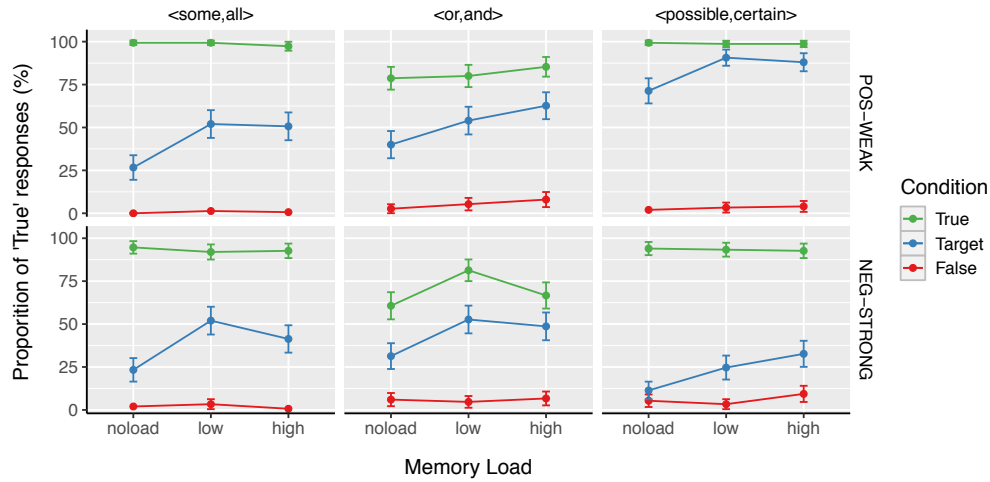 <some,all>
<or,and>
<possible,certain>
Proportion of 'True' responses (%)
100
75
50
25
0
POS−WEAK
100
75
50
25
0
NEG−STRONG
noload low high
noload low high
noload low high
Memory Load
Condition
True
Target
False